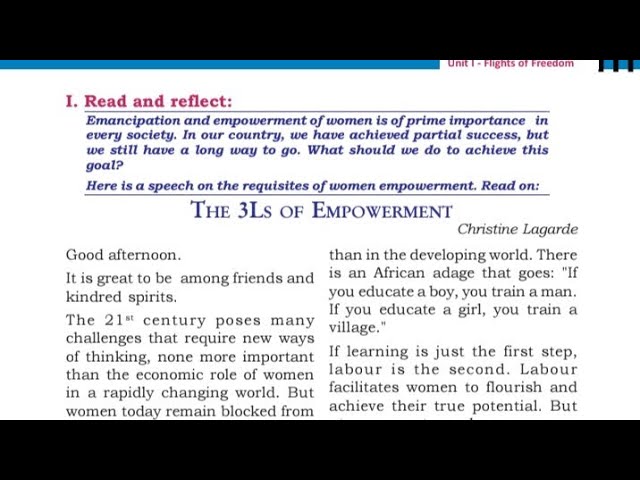 Unit I - Flights of Freedom
I. Read and reflect:
Emancipation and empowerment of women is of prime importance in
every society. In our country, we have achieved partial success, but
we still have a long way to go. What should we do to achieve this
goal?
Here is a speech on the requisites of women empowerment. Read on:
THE 3LS OF EMPOWERMENT
Christine Lagarde
Good afternoon.
It is great to be among friends and
kindred spirits.
The 21st century poses many
challenges that require new ways
of thinking, none more important
than the economic role of women
in a rapidly changing world. But
women today remain blocked from
than in the developing world. There
is an African adage that goes: "If
you educate a boy, you train a man.
If you educate a girl, you train a
village."
If learning is just the first step,
labour is the second. Labour
facilitates women to flourish and
achieve their true potential. But